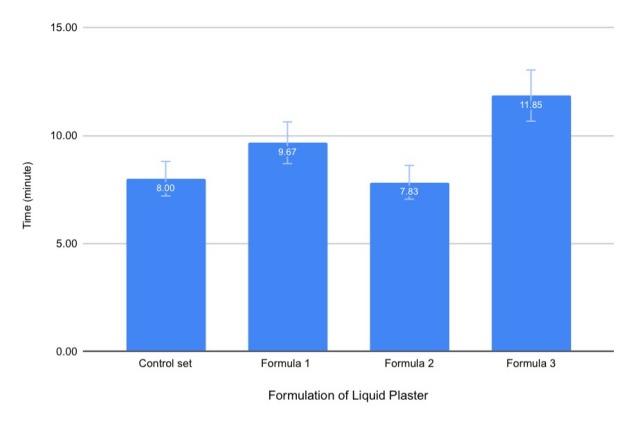 15.00
10.00
5.00
0.00
Time (minute)
8.00
9.67
7.83
11.85
Control set
Formula 1
Formula 2
Formula 3
Formulation of Liquid Plaster